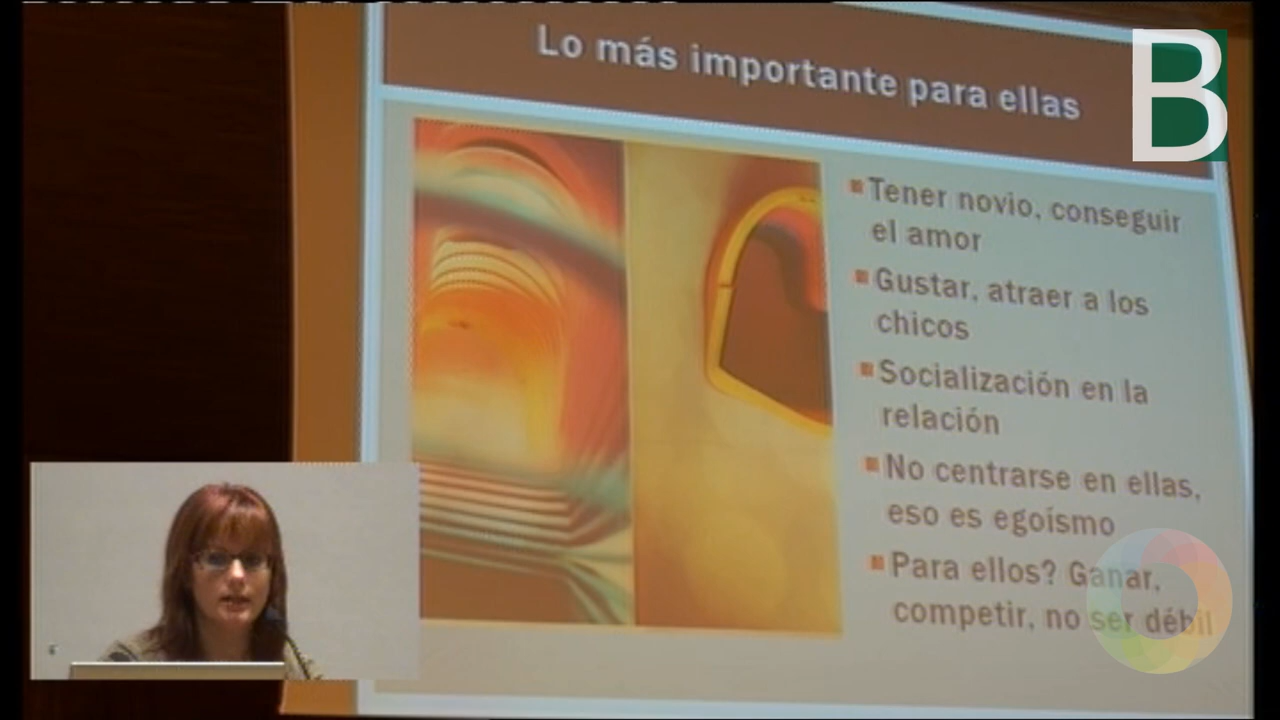 Lo más importante para ellas
B
Tener novio, conseguir
el amor
Gustar, atraer a los
chicos
Socialización en la
relación
No centrarse en ellas,
eso es egoísmo
Para ellos? Ganar,
competir, no ser débil